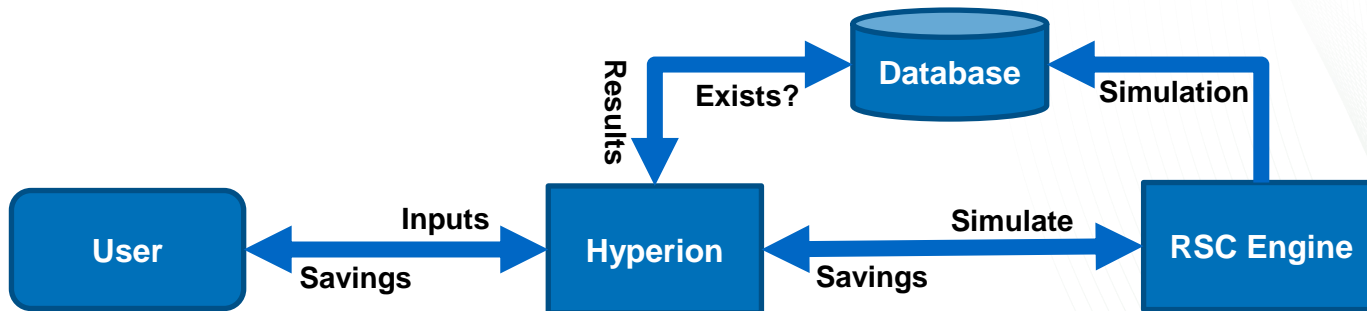 Database
Results
Exists?
Simulation
User
Inputs
Savings
Hyperion
Simulate
Savings
RSC Engine